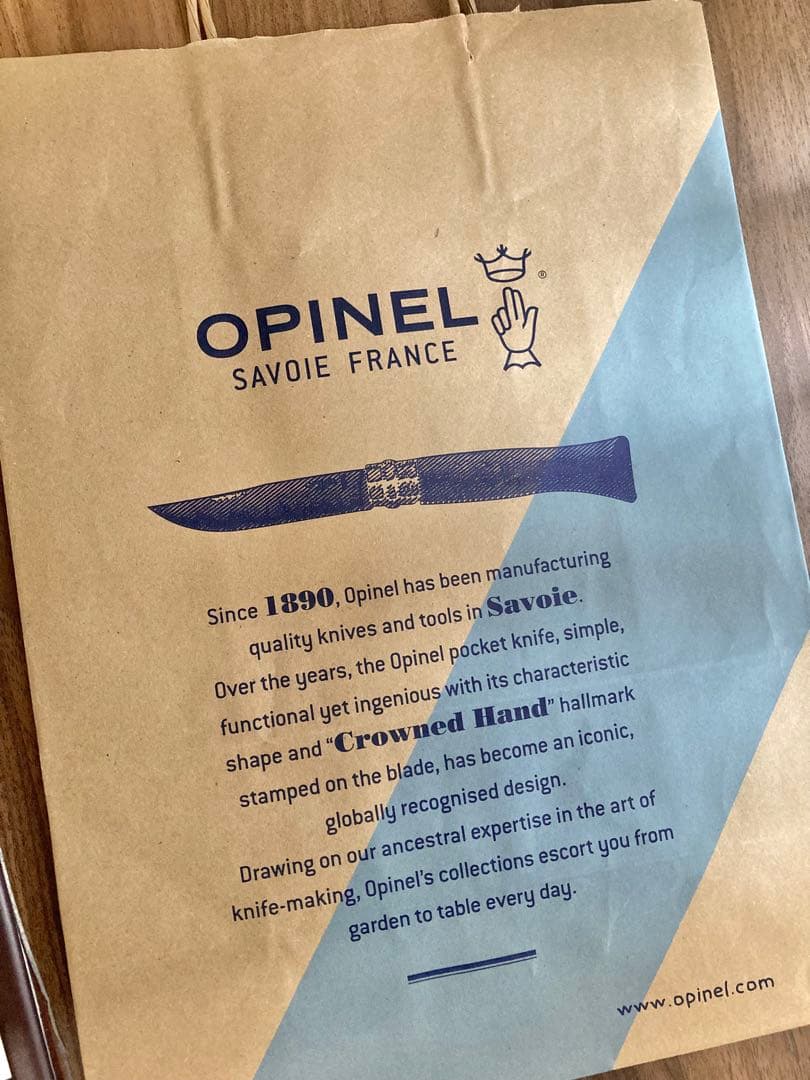 OPINEL ®
SAVOIE FRANCE
Since 1890, Opinel has been manufacturing
quality knives and tools in Savoie.
Over the years, the Opinel pocket knife, simple,
functional yet ingenious with its characteristic
shape and “Crowned Hand” hallmark
stamped on the blade, has become an iconic,
globally recognised design.
Drawing on our ancestral expertise in the art of
knife-making, Opinel's collections escort you from
garden to table every day.
www.opinel.com